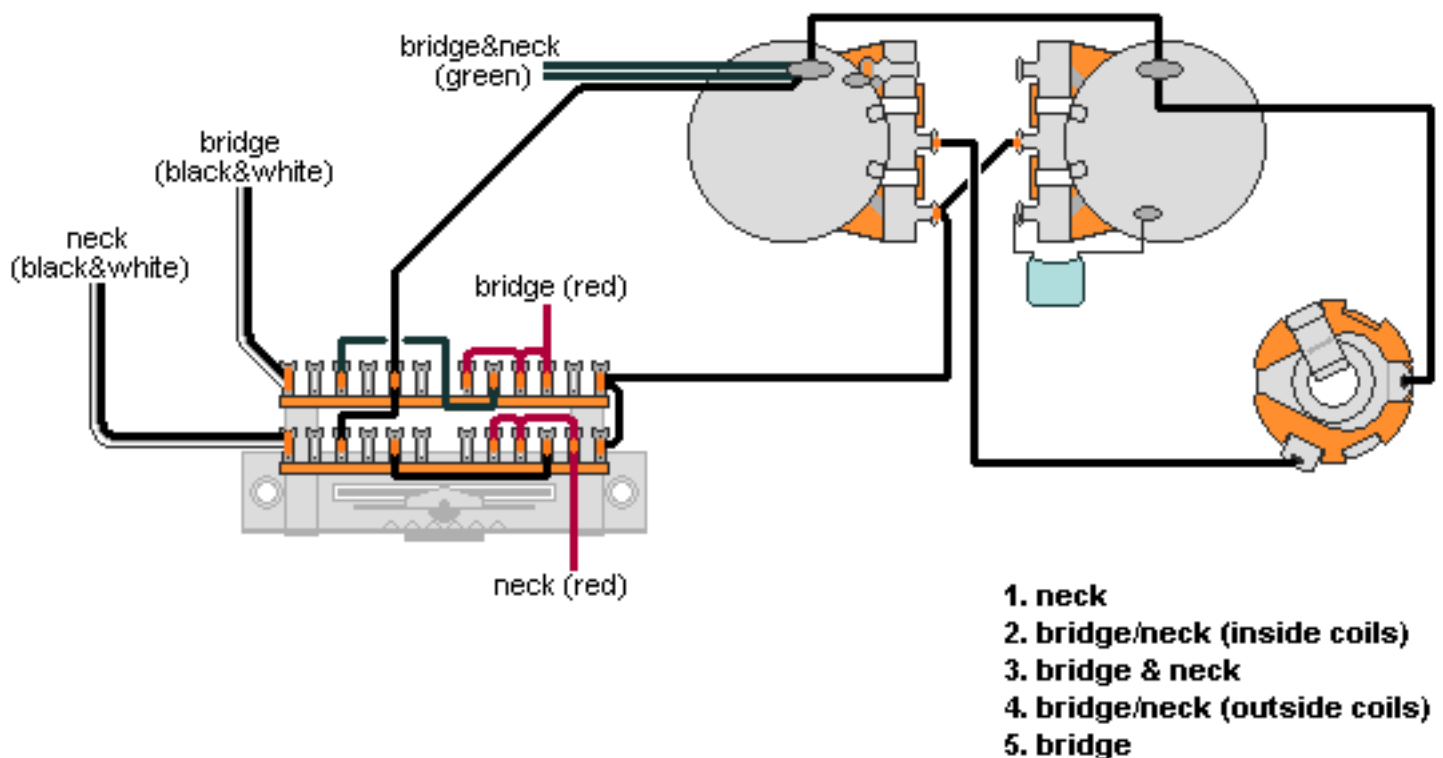 bridge&neck
(green)
bridge
(black&white)
neck
(black&white)
bridge (red)
neck (red)
1. neck
2. bridge/neck (inside coils)
3. bridge & neck
4. bridge/neck (outside coils)
5. bridge